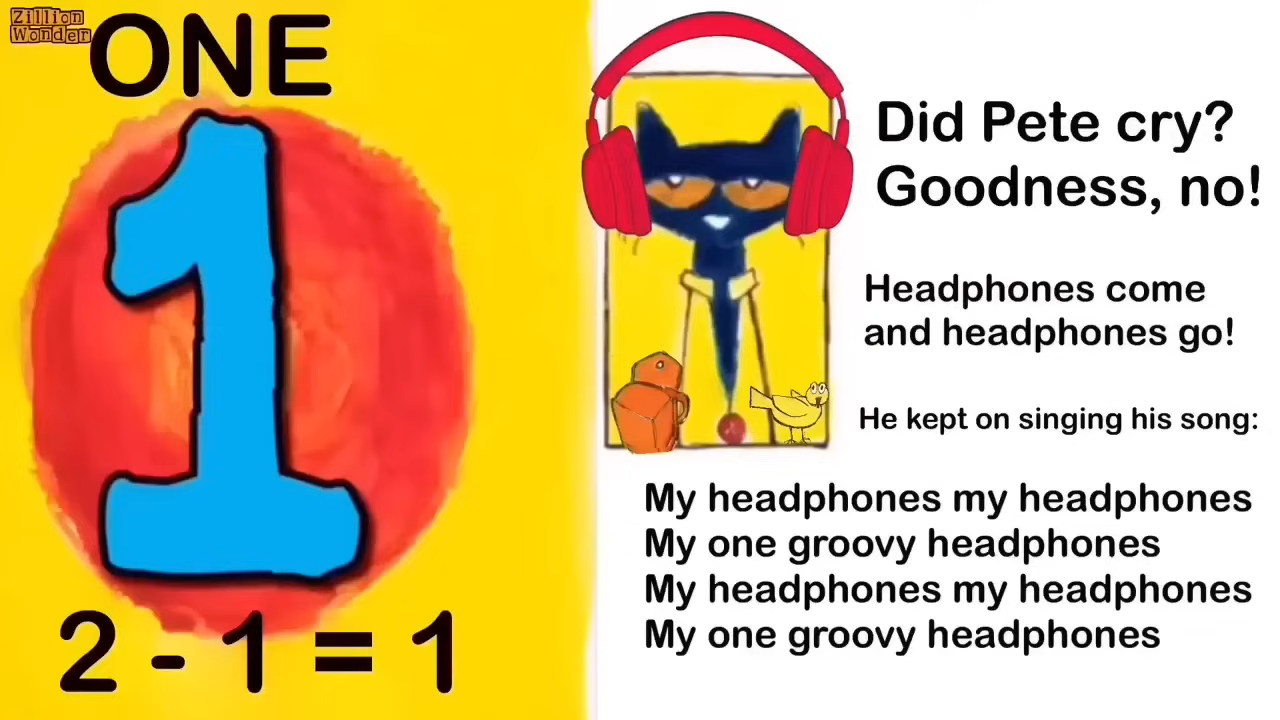 Zillion
Wonder
ONE
1
2 - 1 = 1
Did Pete cry?
Goodness, no!
Headphones come
and headphones go!
He kept on singing his song:
My headphones my headphones
My one groovy headphones
My headphones my headphones
My one groovy headphones